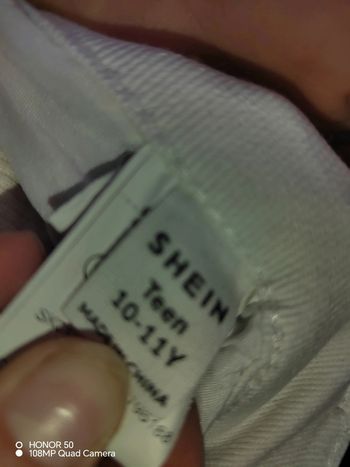 SHEIN
Teen
10-11Y
MADE IN CHINA
HONOR 50
108MP Quad Camera